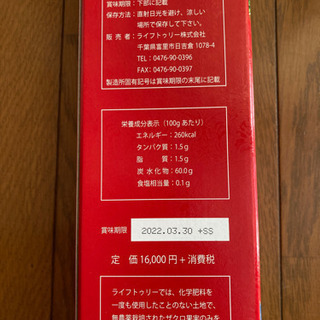 賞味期限：下部に記載
保存方法：直射日光を避け、涼しい
場所で保存して下さい。
販 売 者：ライフトゥリー株式会社
千葉県富里市日吉倉 1078-4
TEL：0476-90-0396
FAX：0497-90-0397
製造所固有記号は賞味期限の末尾に記載
栄養成分表示（100g あたり）
エネルギー：260kcal
タンパク質：1.5g
脂 質：1.5g
炭 水 化 物：60.0g
食塩相当量：0.1g
賞味期限 2022.03.30 +SS
定 価 16,000円＋消費税
ライフトゥリーでは、化学肥料を
一度も使用したことのない土地で、
無農薬栽培されたザクロ果実のみを